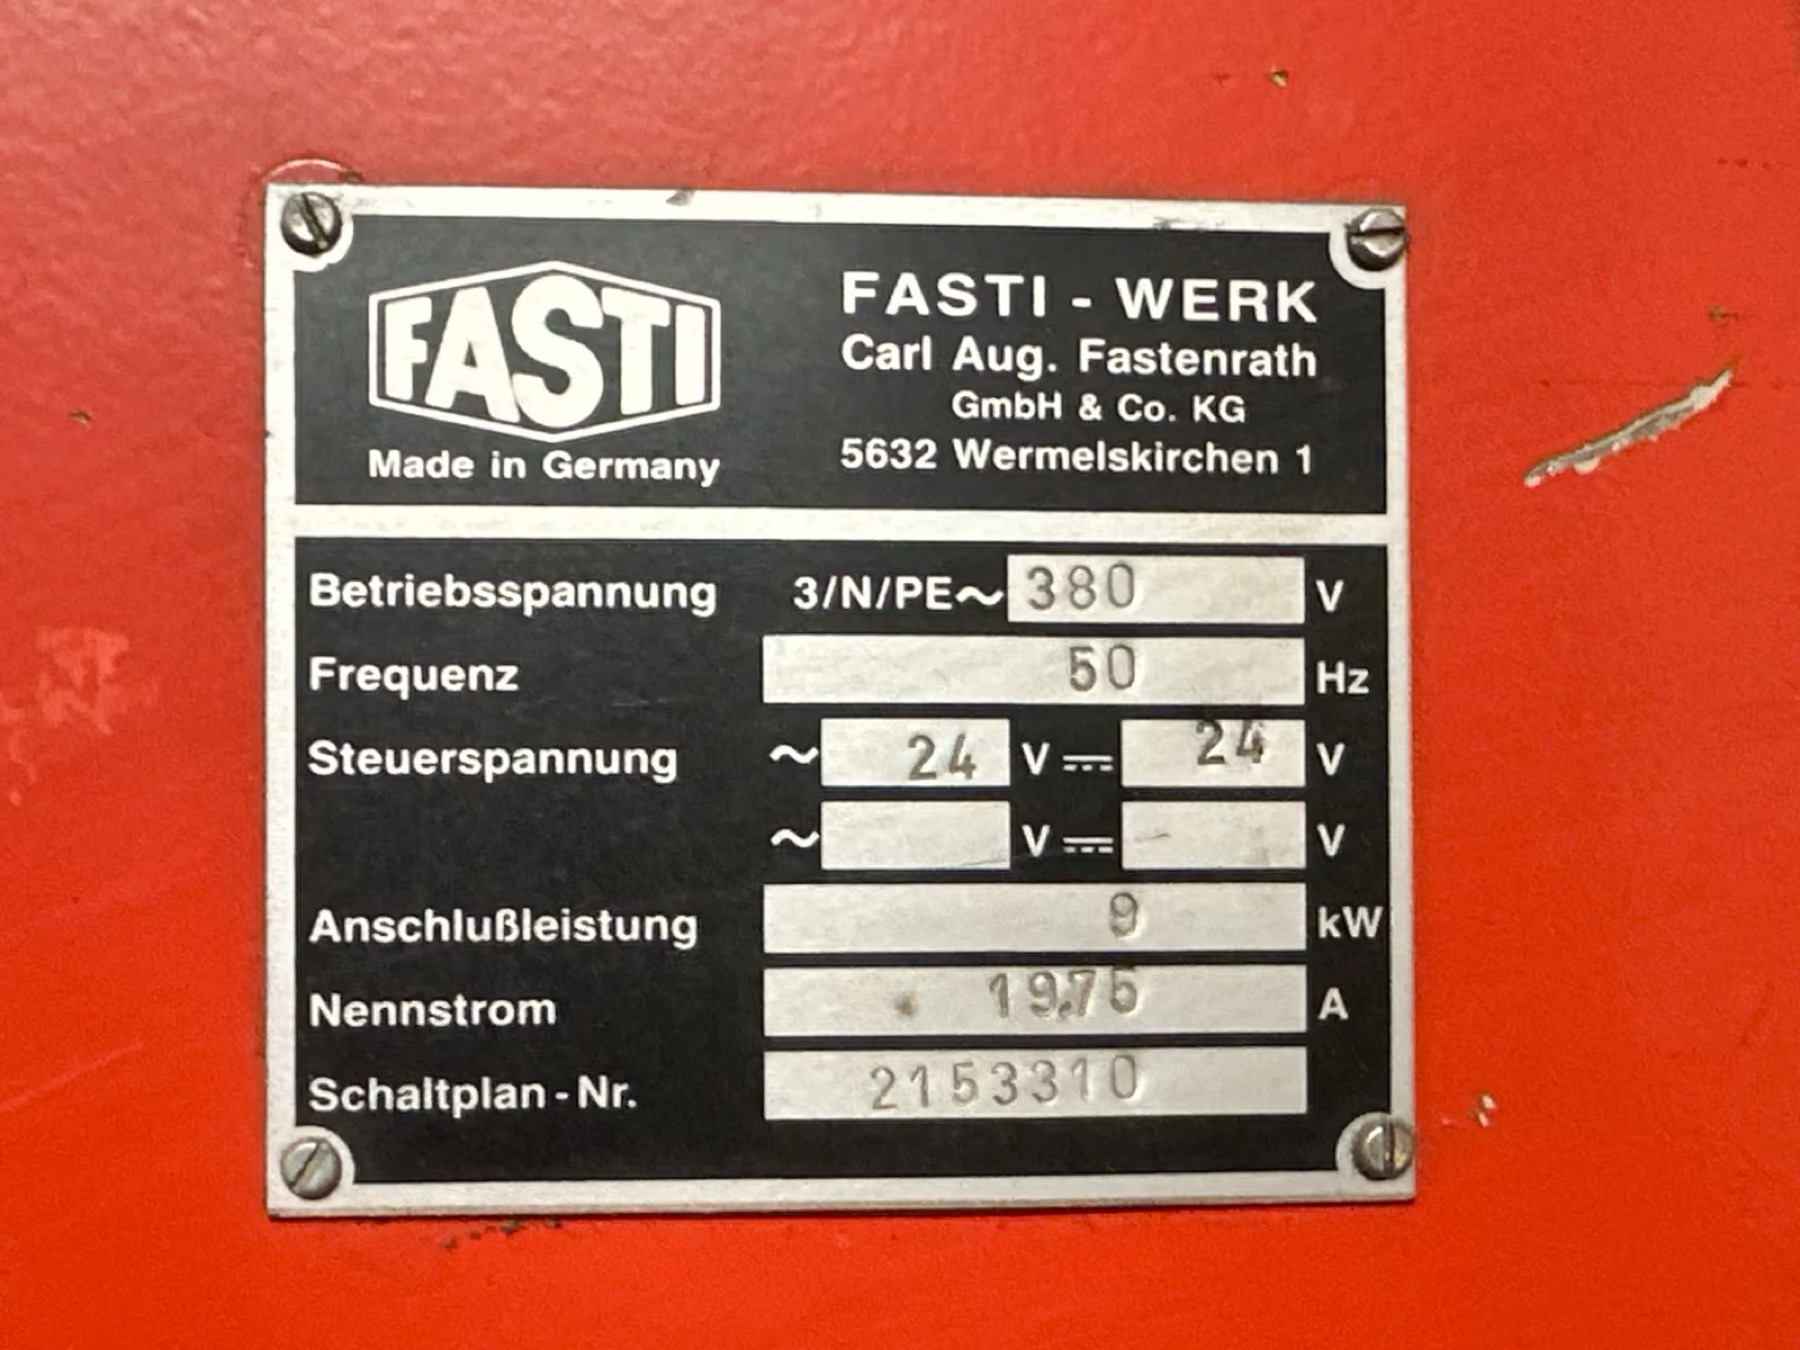 FASTI
Made in Germany
FASTI - WERK
Carl Aug. Fastenrath
GmbH & Co. KG
5632 Wermelskirchen 1
Betriebsspannung 3/N/PE~ 380 V
Frequenz 50 Hz
Steuerspannung ~ 24 V ⎓ 24 V
~ V ⎓ V
Anschlußleistung 9 kW
Nennstrom 19.75 A
Schaltplan - Nr. 2153310